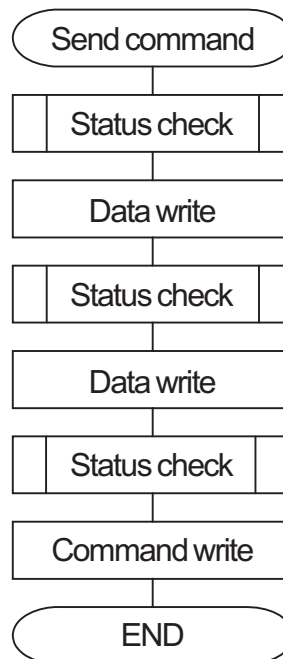 Send command
Status check
Data write
Status check
Data write
Status check
Command write
END